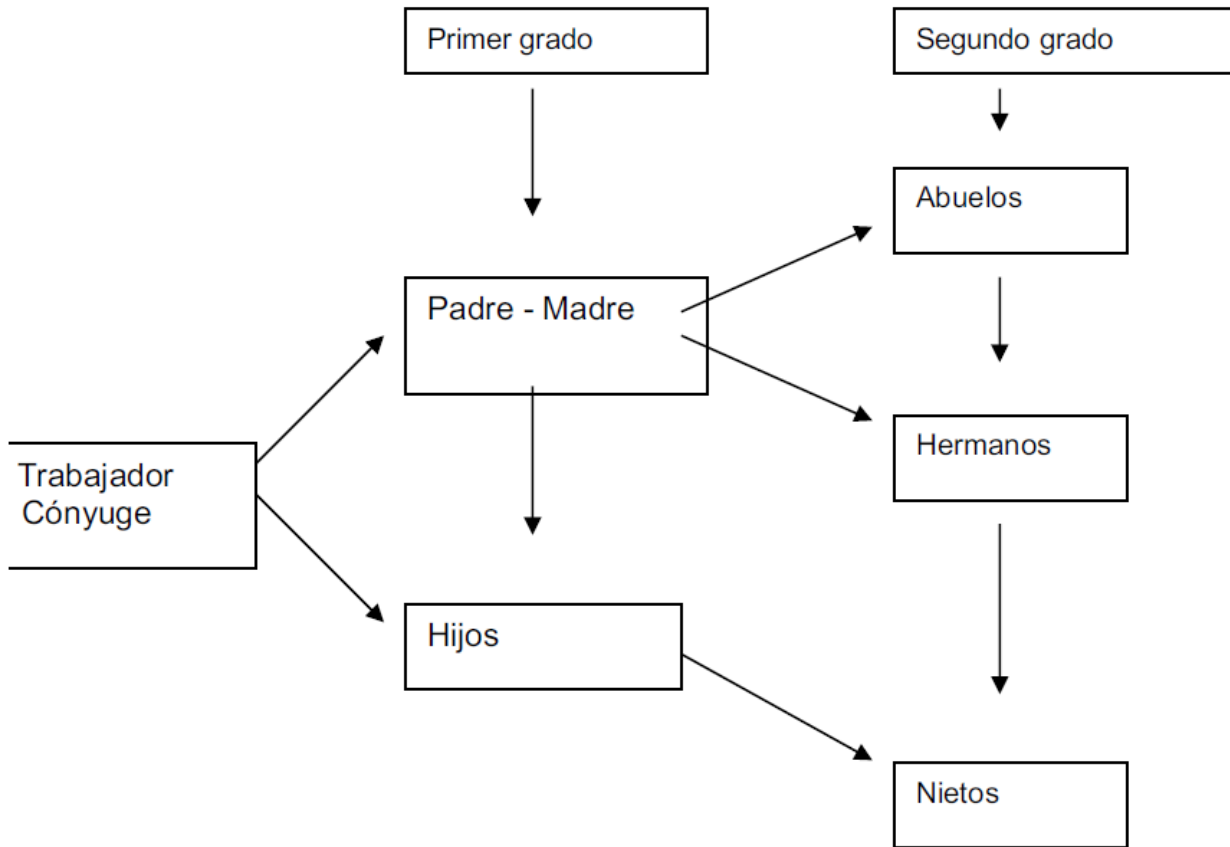 Primer grado
Segundo grado
Abuelos
Padre - Madre
Hermanos
Trabajador
Cónyuge
Hijos
Nietos